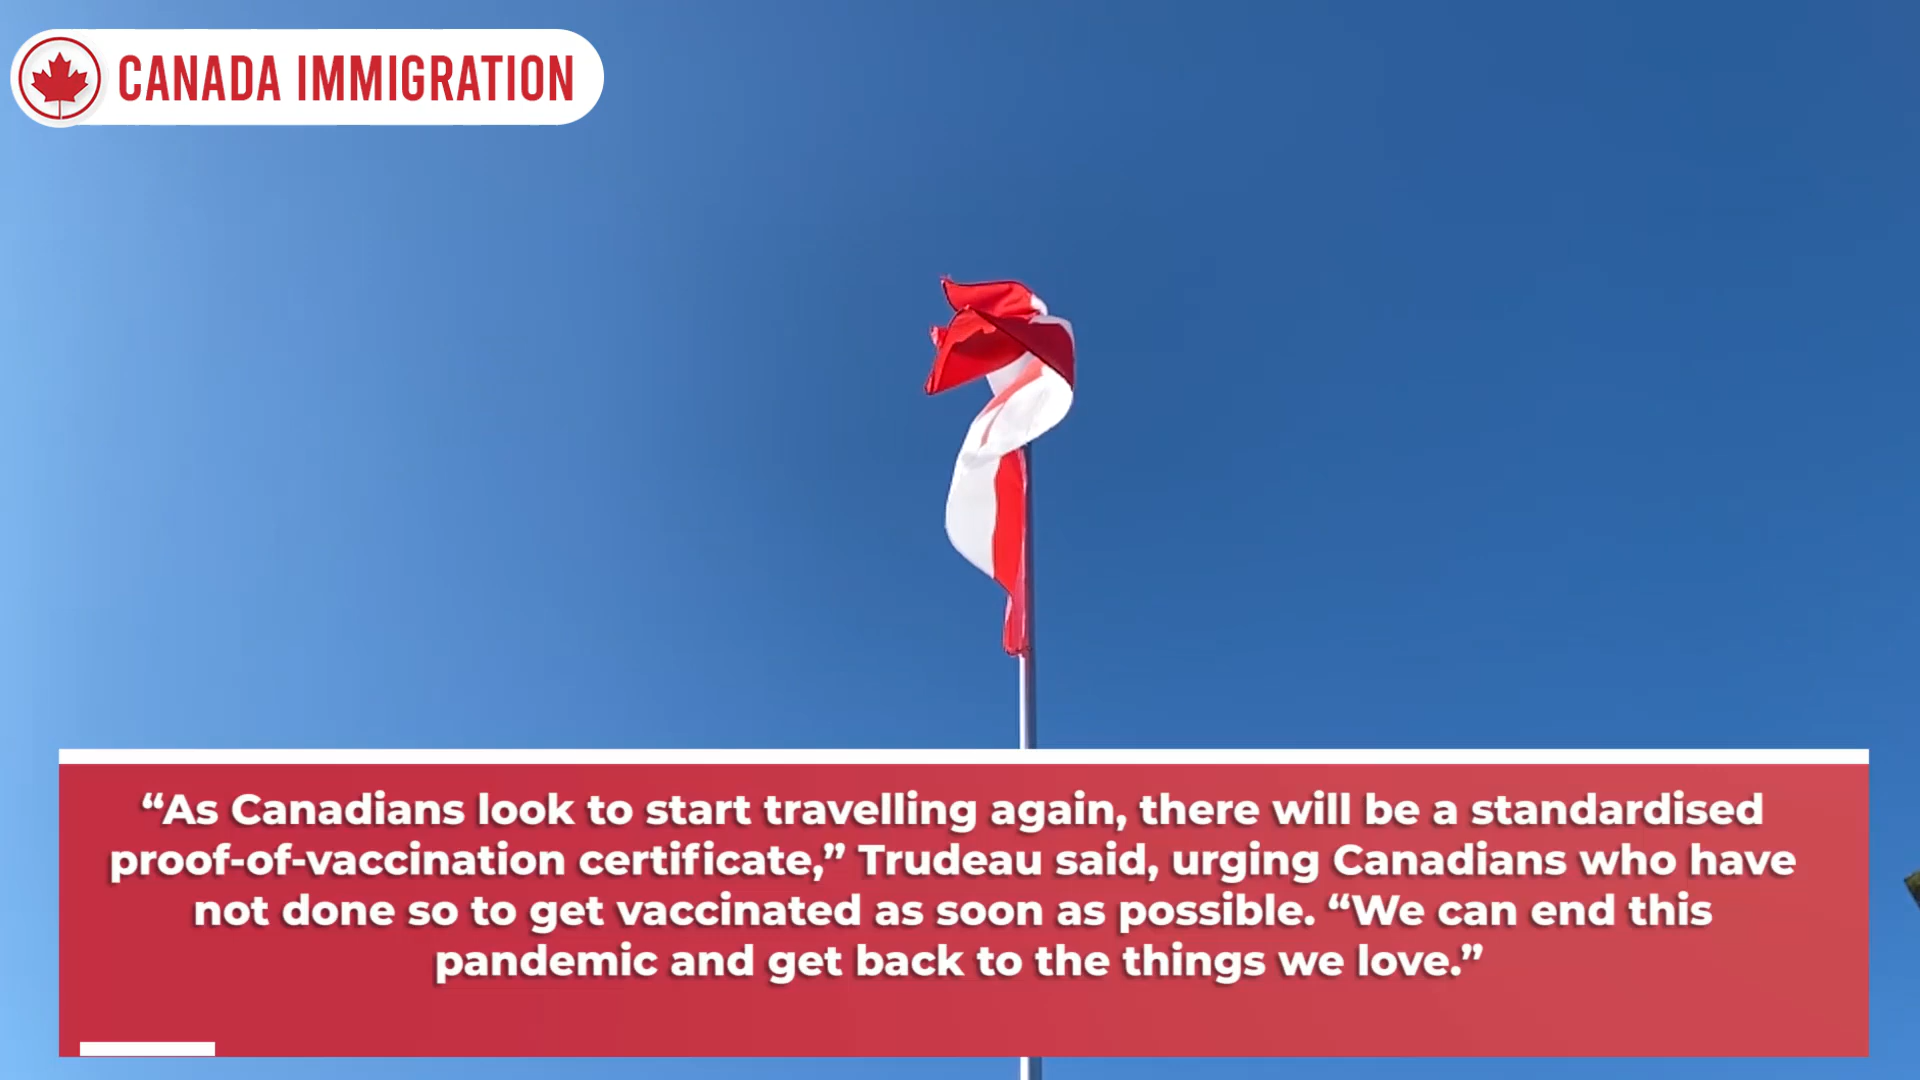 CANADA IMMIGRATION
“As Canadians look to start travelling again, there will be a standardised
proof-of-vaccination certificate,” Trudeau said, urging Canadians who have
not done so to get vaccinated as soon as possible. “We can end this
pandemic and get back to the things we love.”